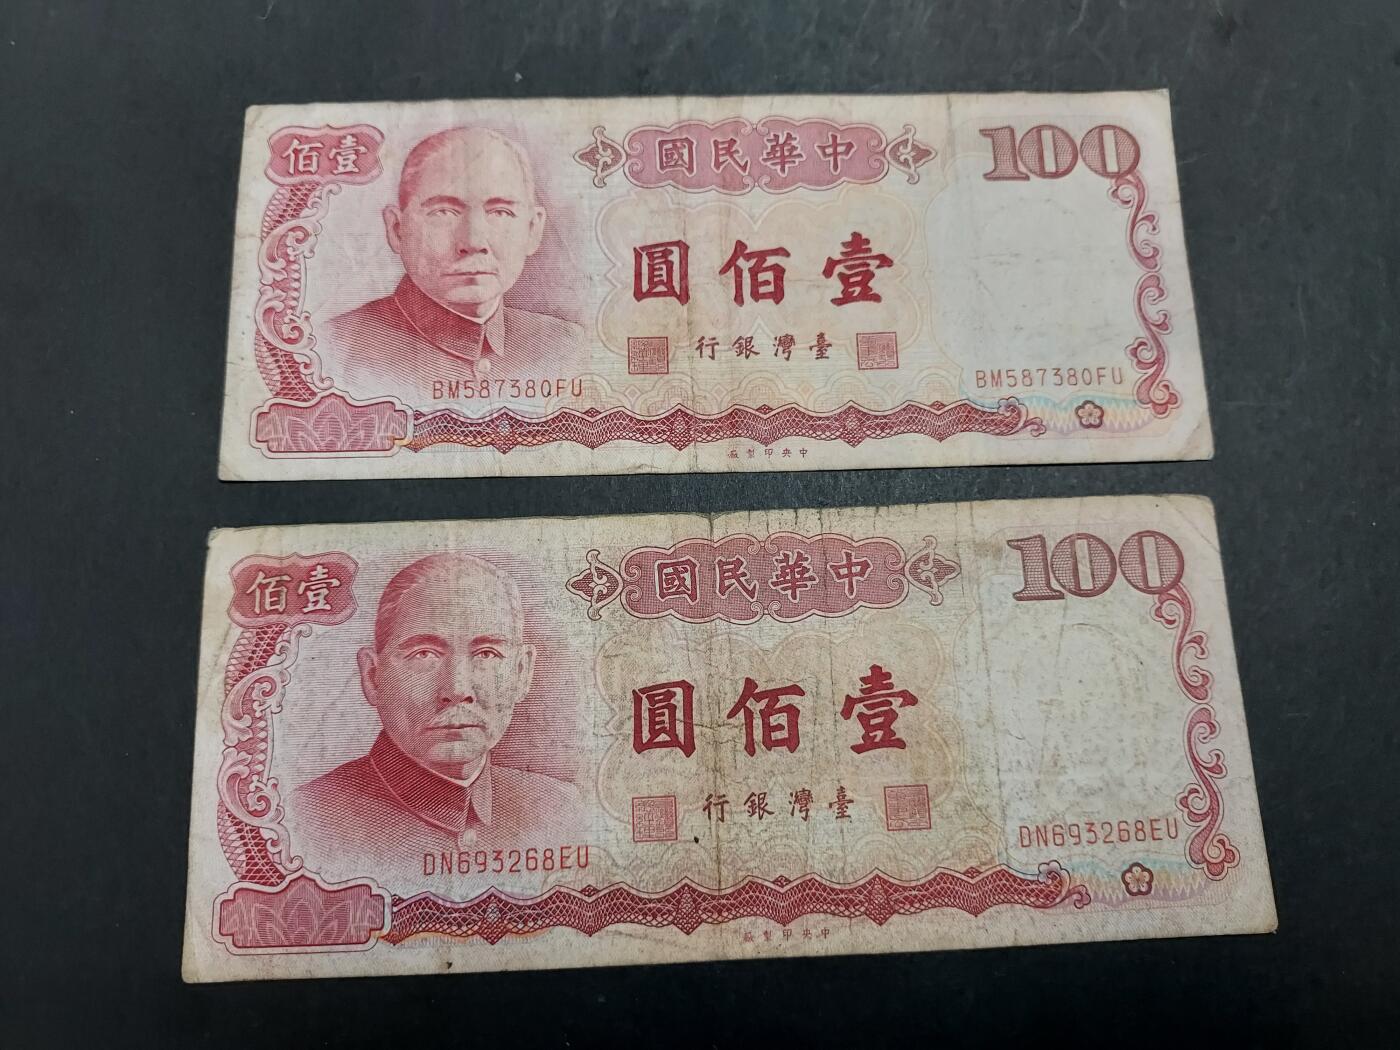 佰壹
國民華中
100
圓佰壹
行銀灣臺
BM587380FU
BM587380FU
廠製印央中
佰壹
國民華中
100
圓佰壹
行銀灣臺
DN693268EU
DN693268EU
廠製印央中